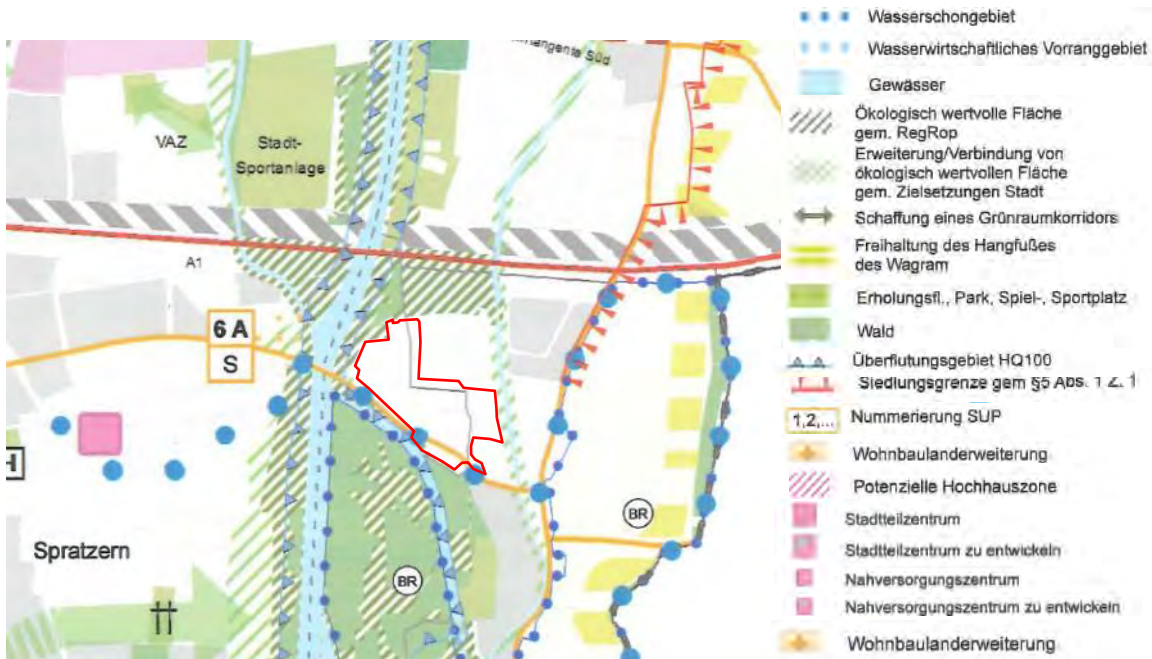 VAZ
Stadt-
Sportanlage
Süd
A1
6 A
S
H
Spratzern
BR
BR
Wasserschongebiet
Wasserwirtschaftliches Vorranggebiet
Gewässer
Ökologisch wertvolle Fläche
gem. RegRop
Erweiterung/Verbindung von
ökologisch wertvollen Fläche
gem. Zielsetzungen Stadt
Schaffung eines Grünraumkorridors
Freihaltung des Hangfußes
des Wagram
Erholungsfl., Park, Spiel-, Sportplatz
Wald
Überflutungsgebiet HQ100
Siedlungsgrenze gem §5 Abs. 1 Z. 1
1,2,... Nummerierung SUP
Wohnbaulanderweiterung
Potenzielle Hochhauszone
Stadtteilzentrum
Stadtteilzentrum zu entwickeln
Nahversorgungszentrum
Nahversorgungszentrum zu entwickeln
Wohnbaulanderweiterung